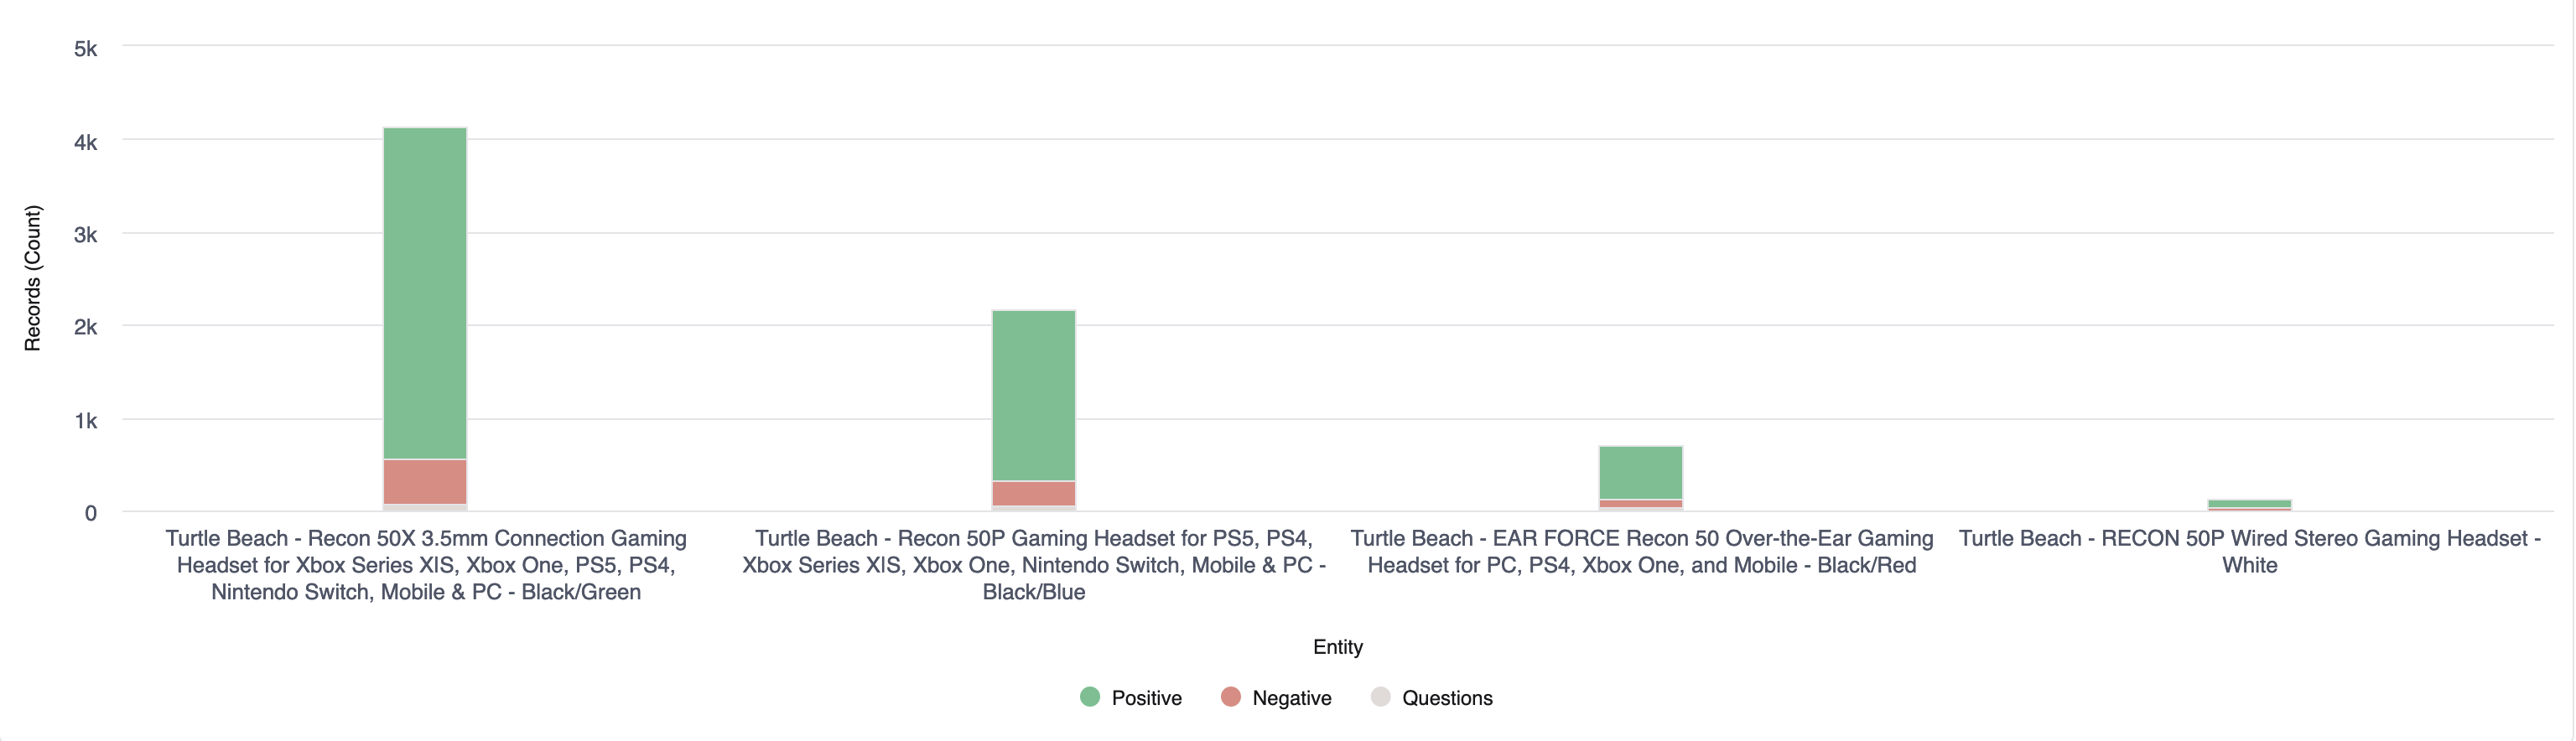 5k
4k
3k
2k
1k
0
Records (Count)
Turtle Beach - Recon 50X 3.5mm Connection Gaming
Headset for Xbox Series XIS, Xbox One, PS5, PS4,
Nintendo Switch, Mobile & PC - Black/Green
Turtle Beach - Recon 50P Gaming Headset for PS5, PS4,
Xbox Series XIS, Xbox One, Nintendo Switch, Mobile & PC -
Black/Blue
Turtle Beach - EAR FORCE Recon 50 Over-the-Ear Gaming
Headset for PC, PS4, Xbox One, and Mobile - Black/Red
Turtle Beach - RECON 50P Wired Stereo Gaming Headset -
White
Entity
Positive
Negative
Questions